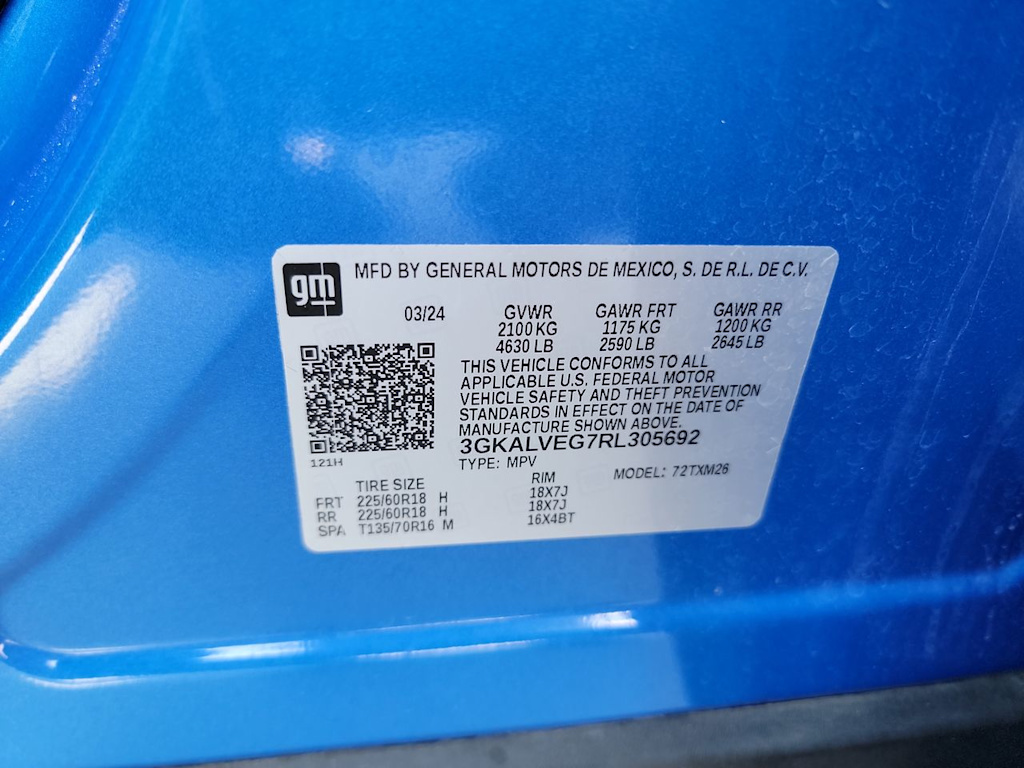 gm
MFD BY GENERAL MOTORS DE MEXICO, S. DE R.L. DE C.V.
03/24 GVWR GAWR FRT GAWR RR
2100 KG 1175 KG 1200 KG
4630 LB 2590 LB 2645 LB
THIS VEHICLE CONFORMS TO ALL
APPLICABLE U.S. FEDERAL MOTOR
VEHICLE SAFETY AND THEFT PREVENTION
STANDARDS IN EFFECT ON THE DATE OF
MANUFACTURE SHOWN ABOVE.
3GKALVEG7RL305692
121H
TYPE: MPV MODEL: 72TXM26
TIRE SIZE RIM
FRT 225/60R18 H 18X7J
RR 225/60R18 H 18X7J
SPA T135/70R16 M 16X4BT